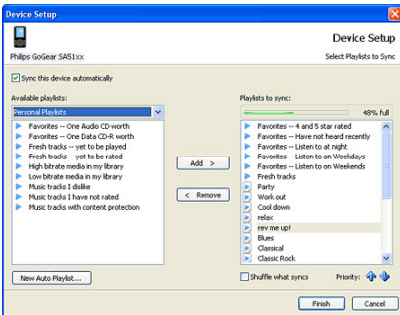 Device Setup
Device Setup
Philips GoGear SA51xx
Select Playlists to Sync
Sync this device automatically
Available playlists:
Personal Playlists
Favorites -- One Audio CD worth
Favorites -- One Data CD-R worth
Fresh tracks -- yet to be played
Fresh tracks yet to be rated
High bitrate media in my library
Low bitrate media in my library
Music tracks I dislike
Music tracks I have not rated
Music tracks with content protection
New Auto Playlist...
Add >
< Remove
Playlists to sync:
48% full
Favorites -- 4 and 5 star rated
Favorites -- Have not heard recently
Favorites -- Listen to at night
Favorites Listen to on Weekdays
Favorites -- Listen to on Weekends
Fresh tracks
Party
Work out
Cool down
relax
rev me up!
Blues
Classical
Classic Rock
Shuffle what syncs
Priority:
Finish
Cancel